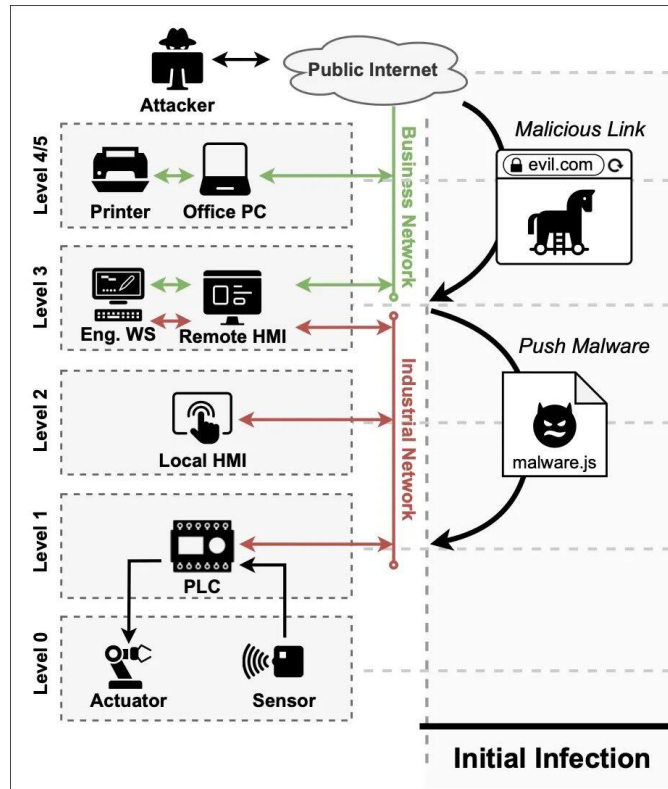 Public Internet
Attacker
Malicious Link
evil.com
Level 4/5
Printer
Office PC
Business Network
Level 3
Eng. WS
Remote HMI
Push Malware
malware.js
Level 2
Local HMI
Industrial Network
Level 1
PLC
Level 0
Actuator
Sensor
Initial Infection